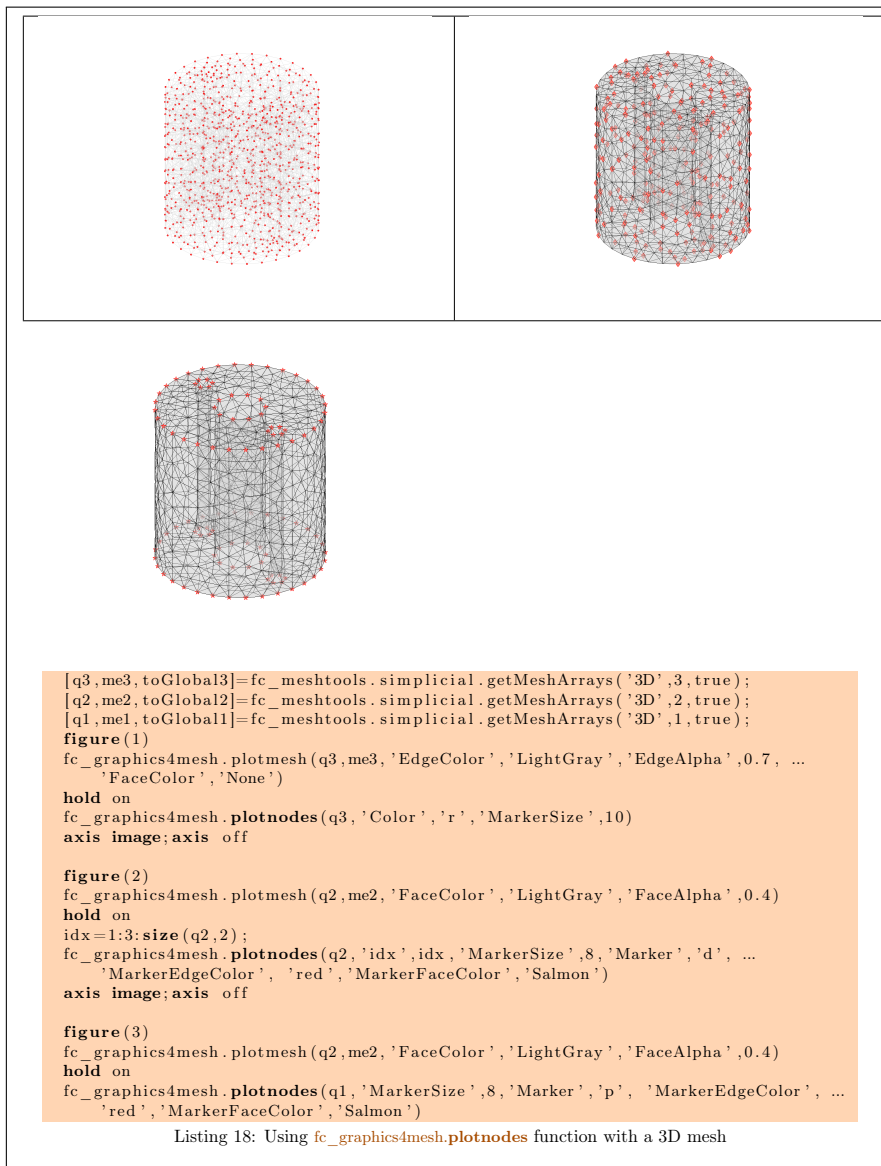 [q3,me3,toGlobal3]=fc_meshtools.simplicial.getMeshArrays('3D',3,true);
[q2,me2,toGlobal2]=fc_meshtools.simplicial.getMeshArrays('3D',2,true);
[q1,me1,toGlobal1]=fc_meshtools.simplicial.getMeshArrays('3D',1,true);
figure(1)
fc_graphics4mesh.plotmesh(q3,me3,'EdgeColor','LightGray','EdgeAlpha',0.7, ...
'FaceColor','None')
hold on
fc_graphics4mesh.plotnodes(q3,'Color','r','MarkerSize',10)
axis image;axis off
figure(2)
fc_graphics4mesh.plotmesh(q2,me2,'FaceColor','LightGray','FaceAlpha',0.4)
hold on
idx=1:3:size(q2,2);
fc_graphics4mesh.plotnodes(q2,'idx',idx,'MarkerSize',8,'Marker','d', ...
'MarkerEdgeColor', 'red','MarkerFaceColor','Salmon')
axis image;axis off
figure(3)
fc_graphics4mesh.plotmesh(q2,me2,'FaceColor','LightGray','FaceAlpha',0.4)
hold on
fc_graphics4mesh.plotnodes(q1,'MarkerSize',8,'Marker','p', 'MarkerEdgeColor', ...
'red','MarkerFaceColor','Salmon')
Listing 18: Using fc_graphics4mesh.plotnodes function with a 3D mesh